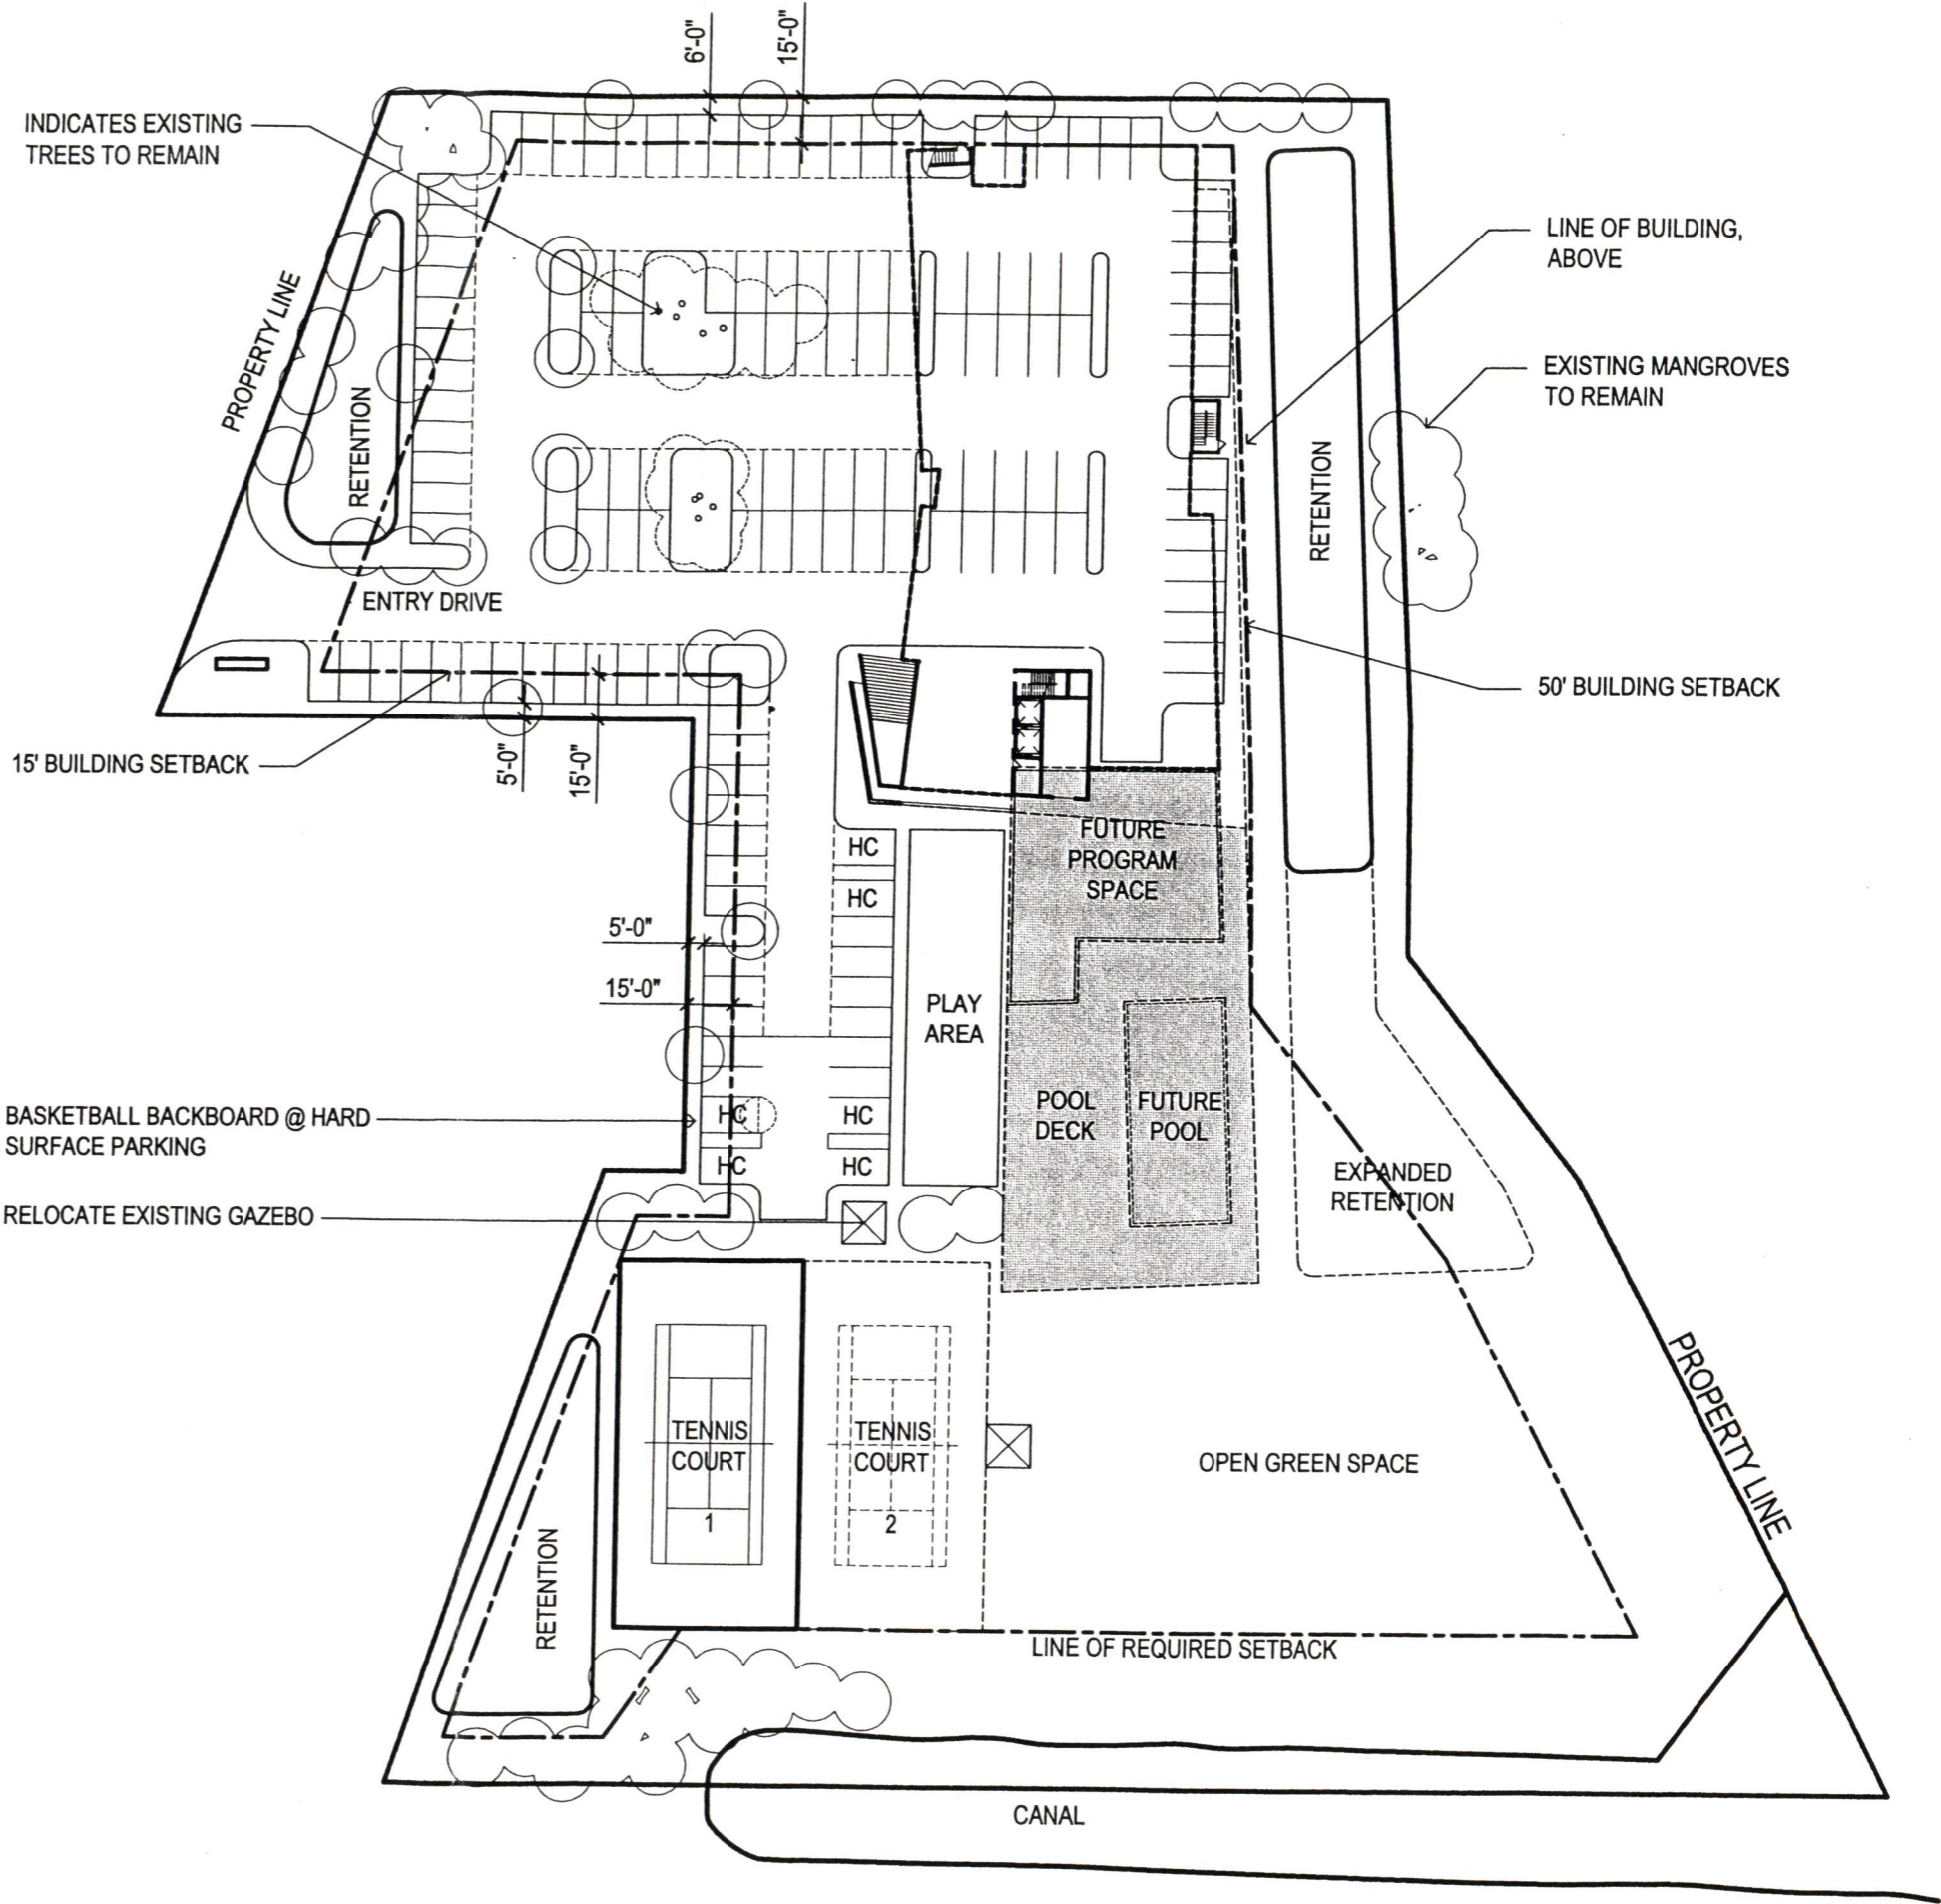 6'-0"
15'-0"
INDICATES EXISTING
TREES TO REMAIN
LINE OF BUILDING,
ABOVE
PROPERTY LINE
RETENTION
RETENTION
EXISTING MANGROVES
TO REMAIN
ENTRY DRIVE
50' BUILDING SETBACK
15' BUILDING SETBACK
5'-0"
15'-0"
FUTURE
PROGRAM
SPACE
HC
HC
5'-0"
15'-0"
PLAY
AREA
POOL
DECK
FUTURE
POOL
BASKETBALL BACKBOARD @ HARD
SURFACE PARKING
HC
HC
HC
HC
EXPANDED
RETENTION
RELOCATE EXISTING GAZEBO
PROPERTY LINE
TENNIS
COURT
1
TENNIS
COURT
2
OPEN GREEN SPACE
RETENTION
LINE OF REQUIRED SETBACK
CANAL